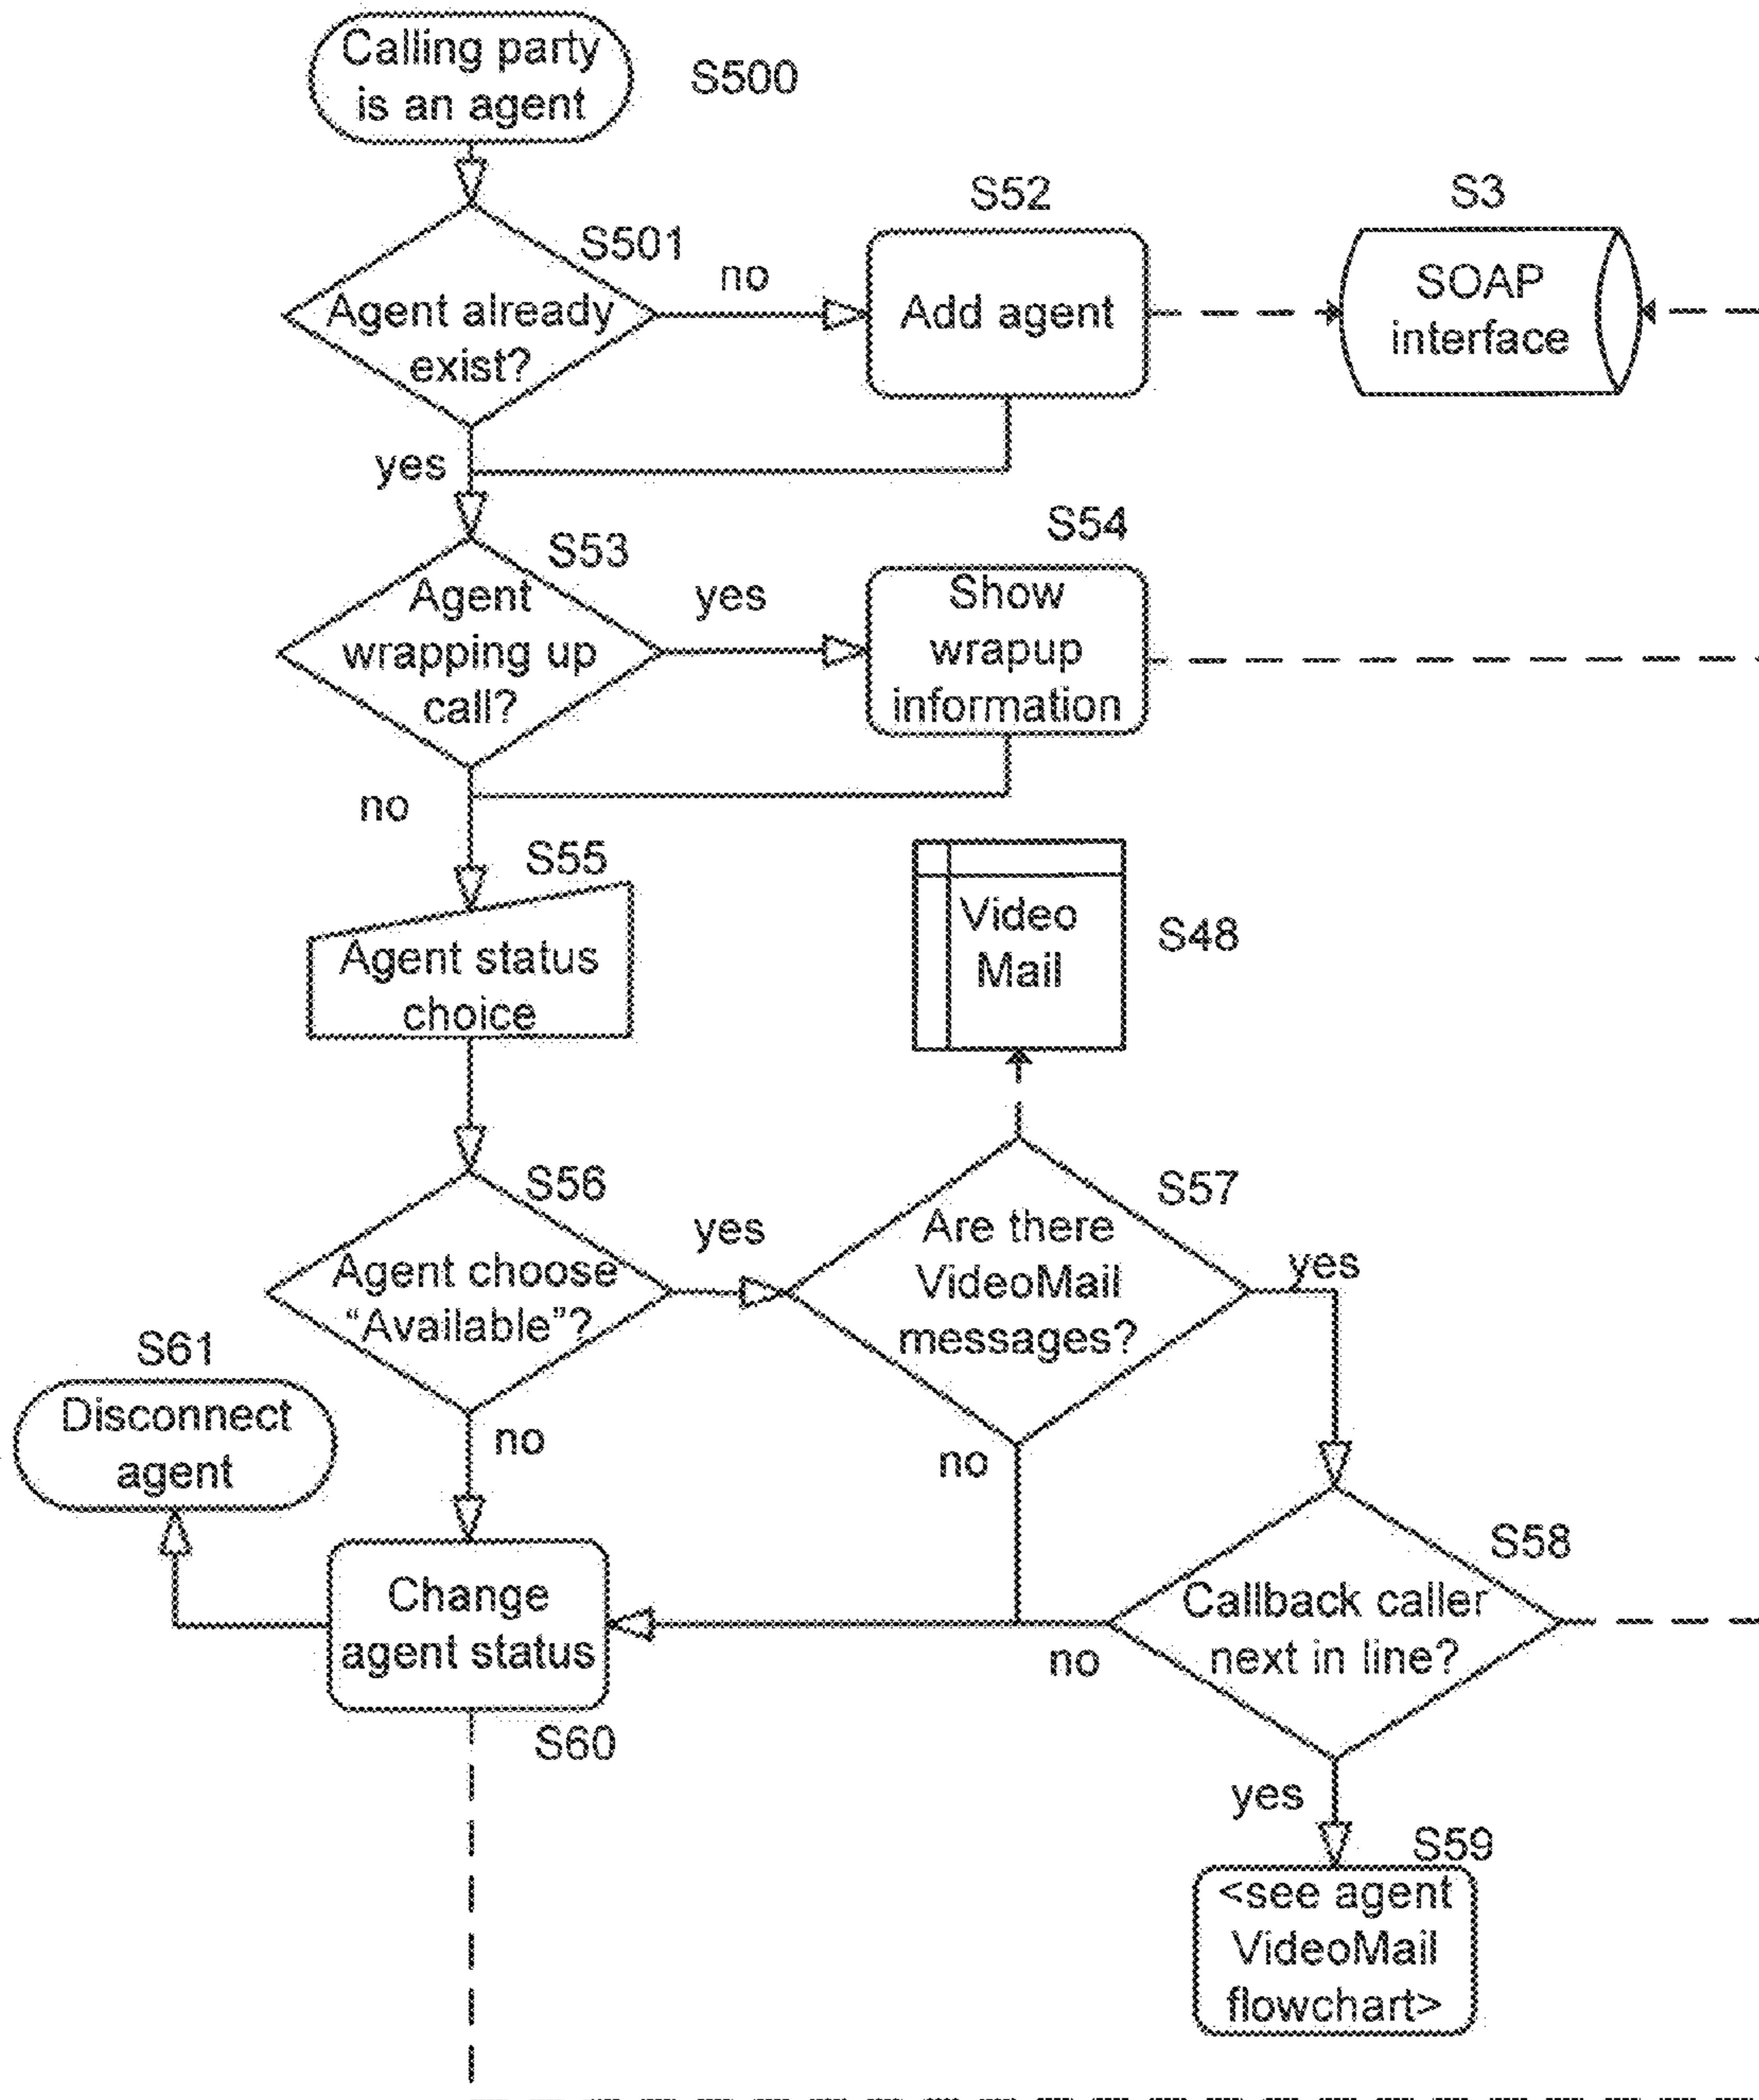 Calling party
is an agent
S500
S501
Agent already
exist?
no
S52
Add agent
S3
SOAP
interface
yes
S53
Agent
wrapping up
call?
yes
S54
Show
wrapup
information
no
S55
Agent status
choice
Video
Mail
S48
S56
Agent choose
“Available”?
yes
S57
Are there
VideoMail
messages?
yes
S61
Disconnect
agent
no
no
Change
agent status
S60
S58
Callback caller
next in line?
no
yes
S59
<see agent
VideoMail
flowchart>